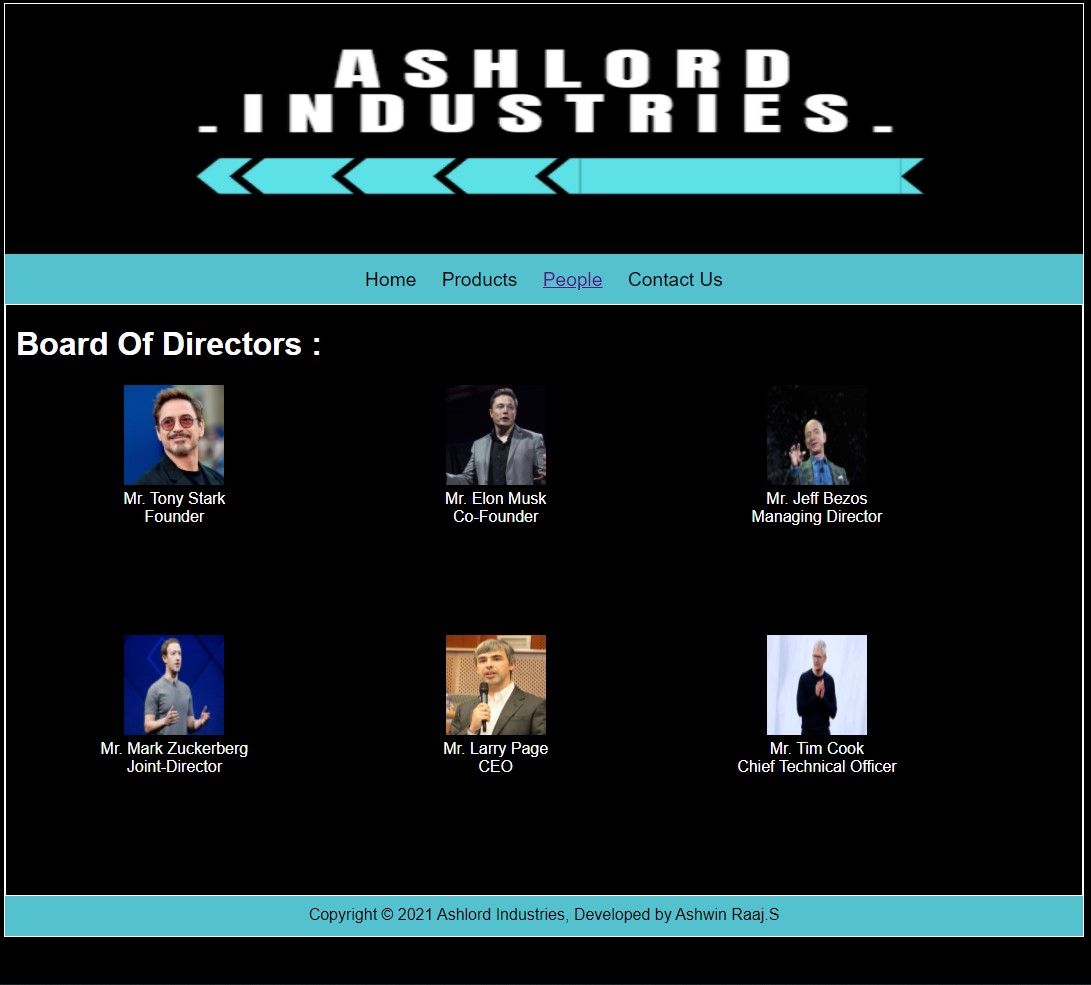 ASHLORD
.INDUSTRIES.
Home Products People Contact Us
Board Of Directors :
Mr. Tony Stark
Founder
Mr. Elon Musk
Co-Founder
Mr. Jeff Bezos
Managing Director
Mr. Mark Zuckerberg
Joint-Director
Mr. Larry Page
CEO
Mr. Tim Cook
Chief Technical Officer
Copyright © 2021 Ashlord Industries, Developed by Ashwin Raaj.S